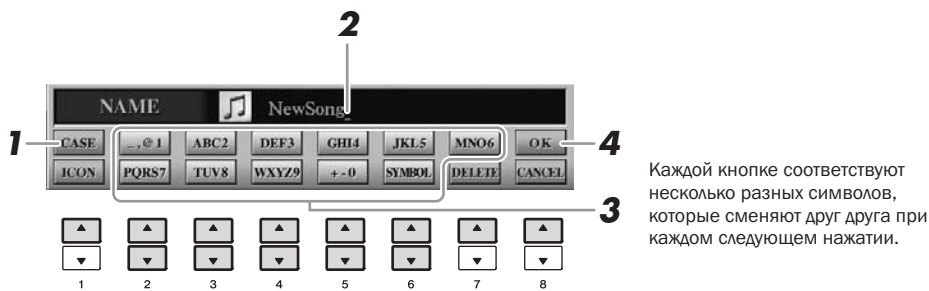 2
NAME NewSong_
1 CASE _,@1 ABC2 DEF3 GHI4 JKL5 MNO6 OK 4
ICON PQRS7 TUV8 WXYZ9 +-0 SYMBOL DELETE CANCEL
3
1 2 3 4 5 6 7 8
Каждой кнопке соответствуют
несколько разных символов,
которые сменяют друг друга при
каждом следующем нажатии.